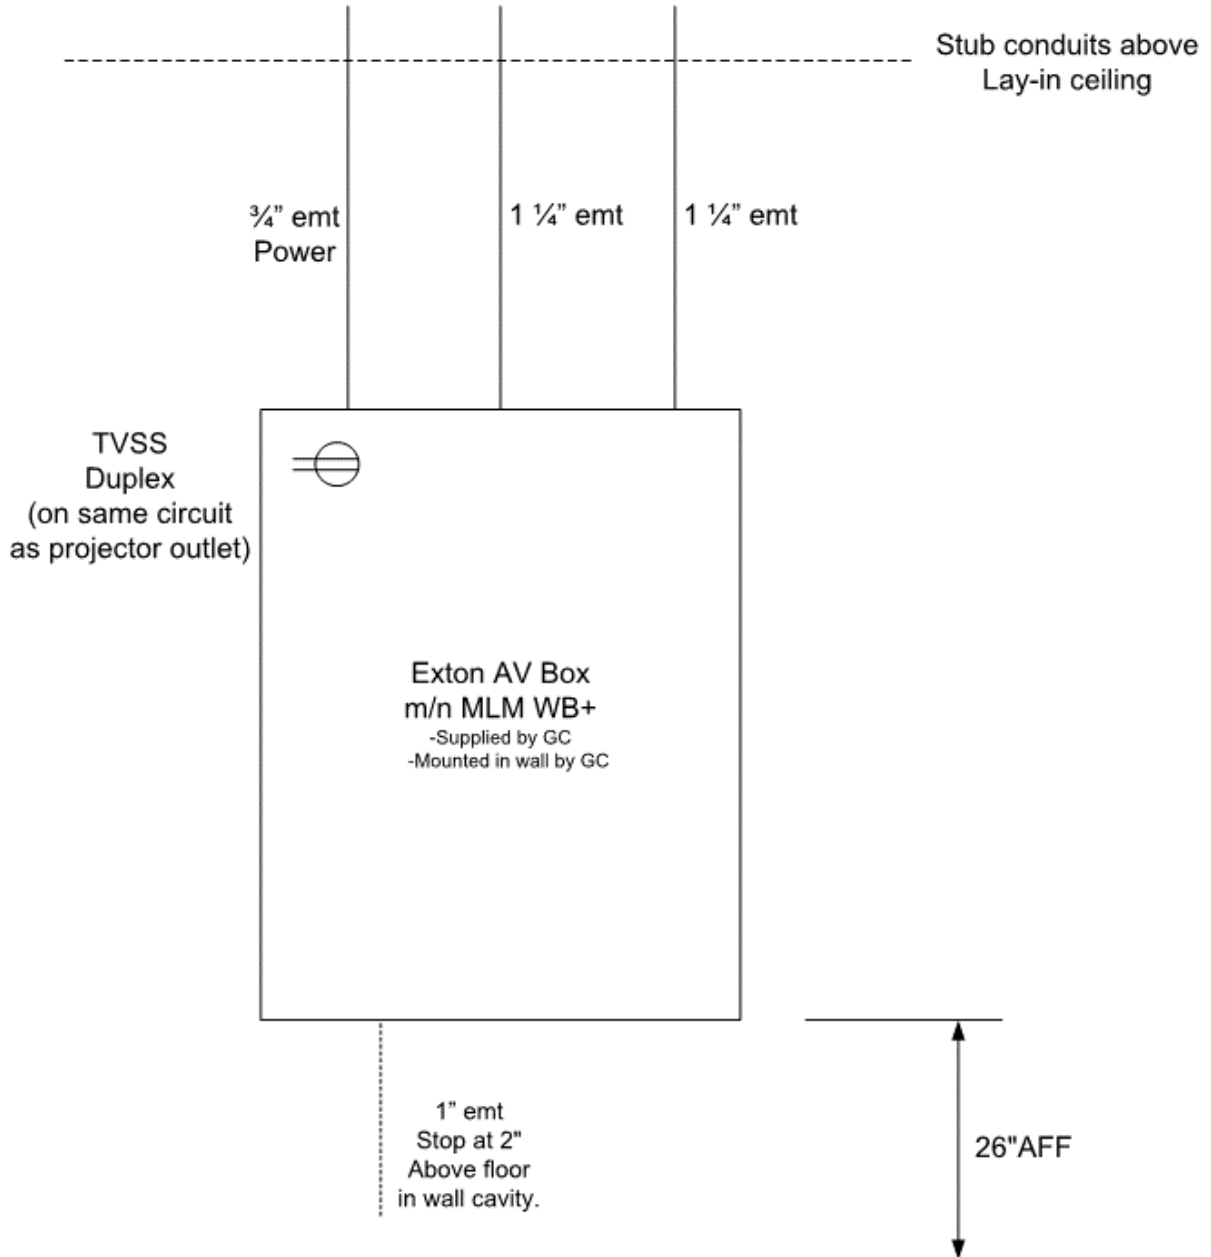 Stub conduits above
Lay-in ceiling
¾” emt
Power
1 ¼” emt
1 ¼” emt
TVSS
Duplex
(on same circuit
as projector outlet)
Exton AV Box
m/n MLM WB+
-Supplied by GC
-Mounted in wall by GC
1” emt
Stop at 2"
Above floor
in wall cavity.
26"AFF